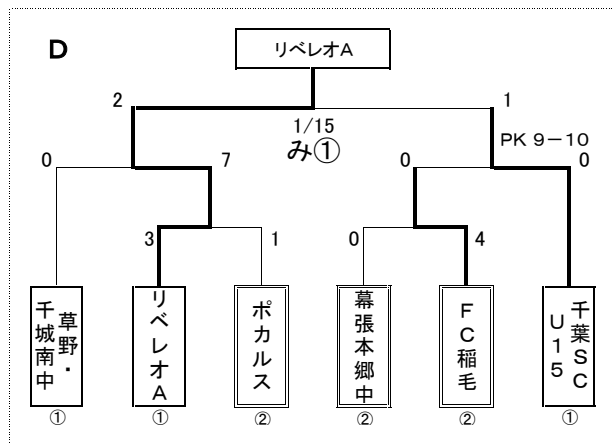 D
リベレオA
2
1
1/15
み①
PK 9－10
0
7
0
0
3
1
0
4
草野・
千城南中
リベレオA
ポカルス
幕張本郷中
FC稲毛
千葉SC
U15
①
①
②
②
②
①